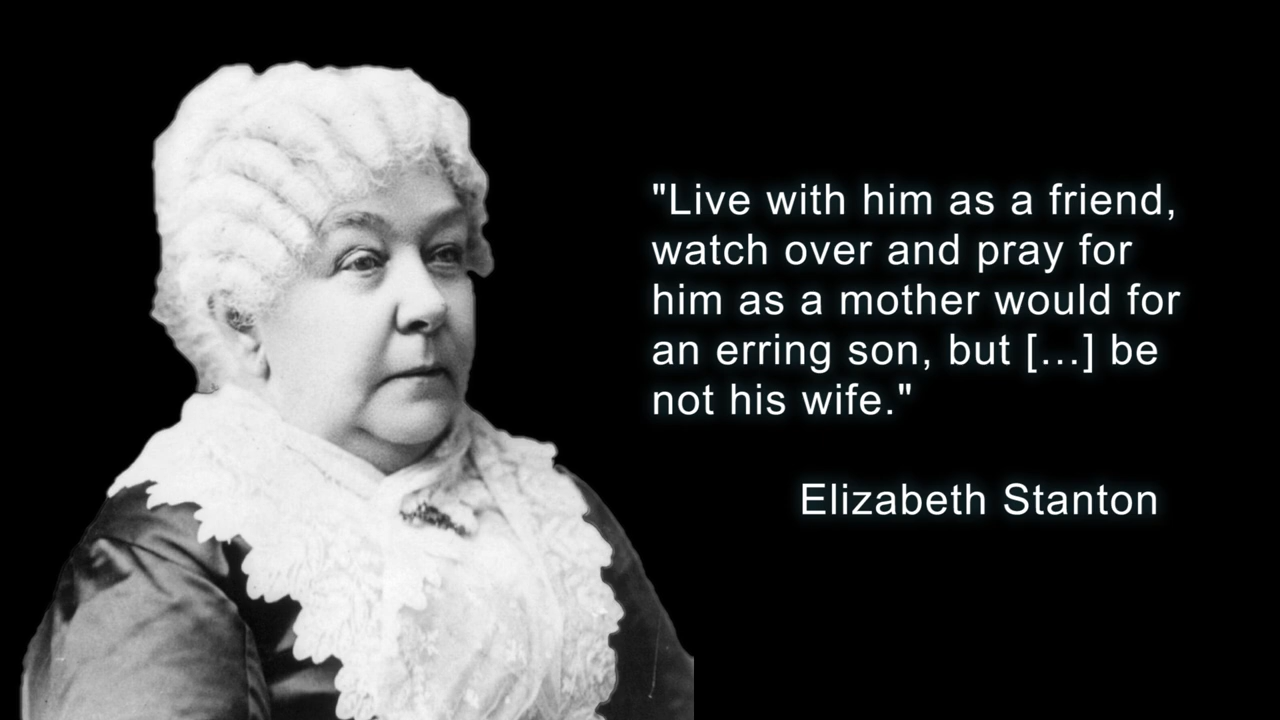 "Live with him as a friend,
watch over and pray for
him as a mother would for
an erring son, but [...] be
not his wife."
Elizabeth Stanton